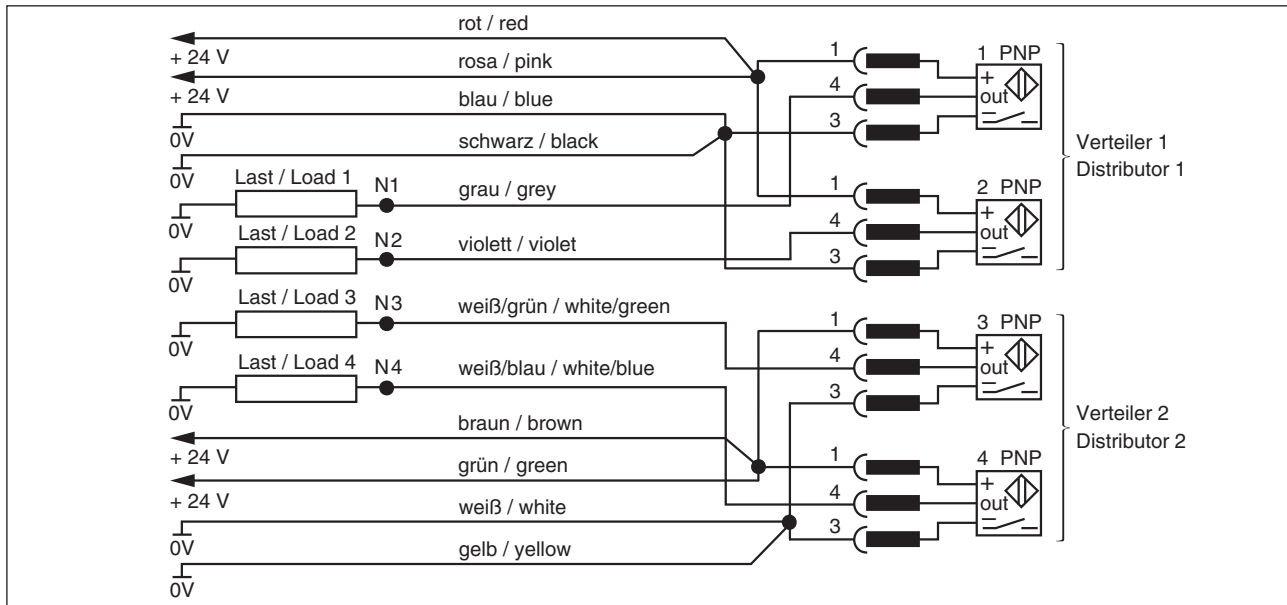 rot / red
+ 24 V
rosa / pink
+ 24 V
blau / blue
0V
schwarz / black
0V
Last / Load 1
N1
grau / grey
0V
Last / Load 2
N2
violett / violet
0V
Last / Load 3
N3
weiß/grün / white/green
0V
Last / Load 4
N4
weiß/blau / white/blue
0V
braun / brown
+ 24 V
grün / green
+ 24 V
weiß / white
0V
gelb / yellow
0V
1
4
3
1 PNP
+
out
1
4
3
2 PNP
+
out
Verteiler 1
Distributor 1
1
4
3
3 PNP
+
out
1
4
3
4 PNP
+
out
Verteiler 2
Distributor 2